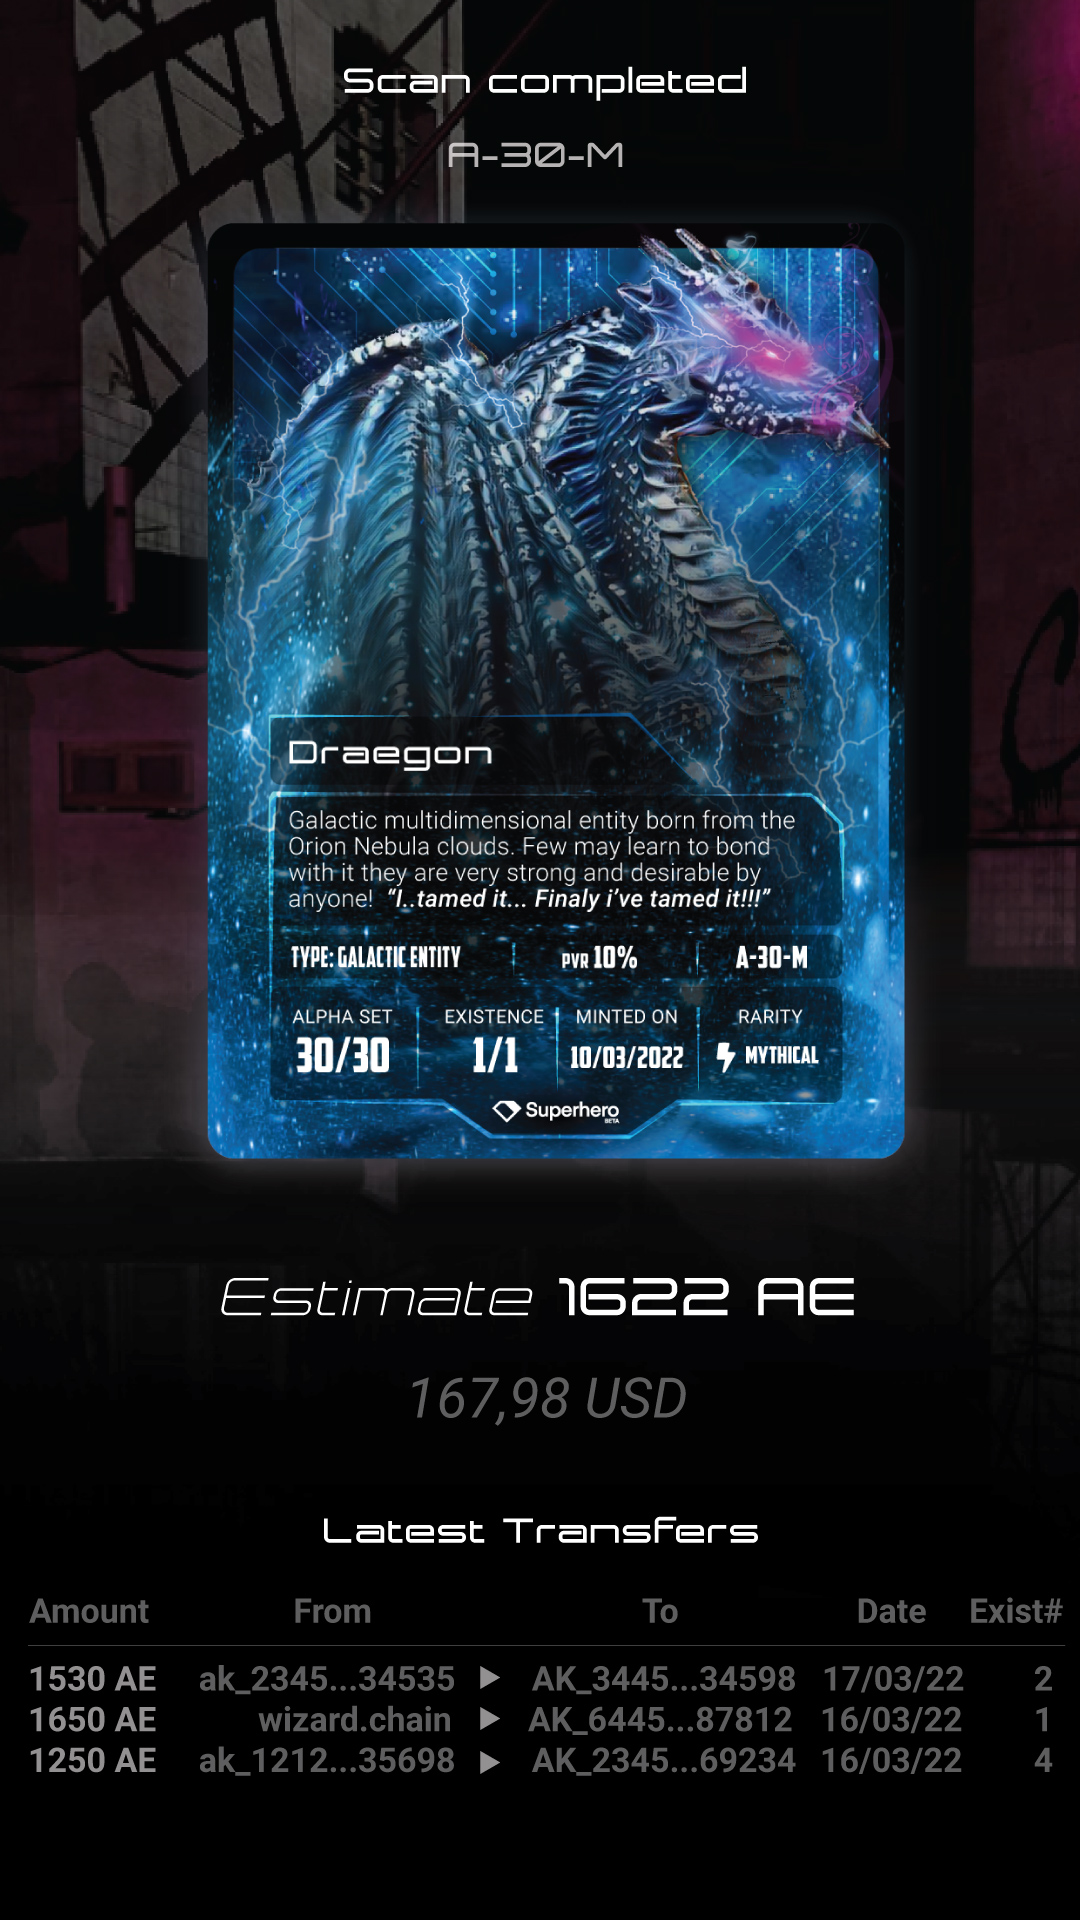 Scan completed
A-30-M
Draegon
Galactic multidimensional entity born from the
Orion Nebula clouds. Few may learn to bond
with it they are very strong and desirable by
anyone! “I..tamed it... Finaly i’ve tamed it!!!”
TYPE: GALACTIC ENTITY PVR 10% A-30-M
ALPHA SET EXISTENCE MINTED ON RARITY
30/30 1/1 10/03/2022 MYTHICAL
Superhero
BETA
Estimate 1622 AE
167,98 USD
Latest Transfers
Amount From To Date Exist#
1530 AE ak_2345...34535 ▶ AK_3445...34598 17/03/22 2
1650 AE wizard.chain ▶ AK_6445...87812 16/03/22 1
1250 AE ak_1212...35698 ▶ AK_2345...69234 16/03/22 4